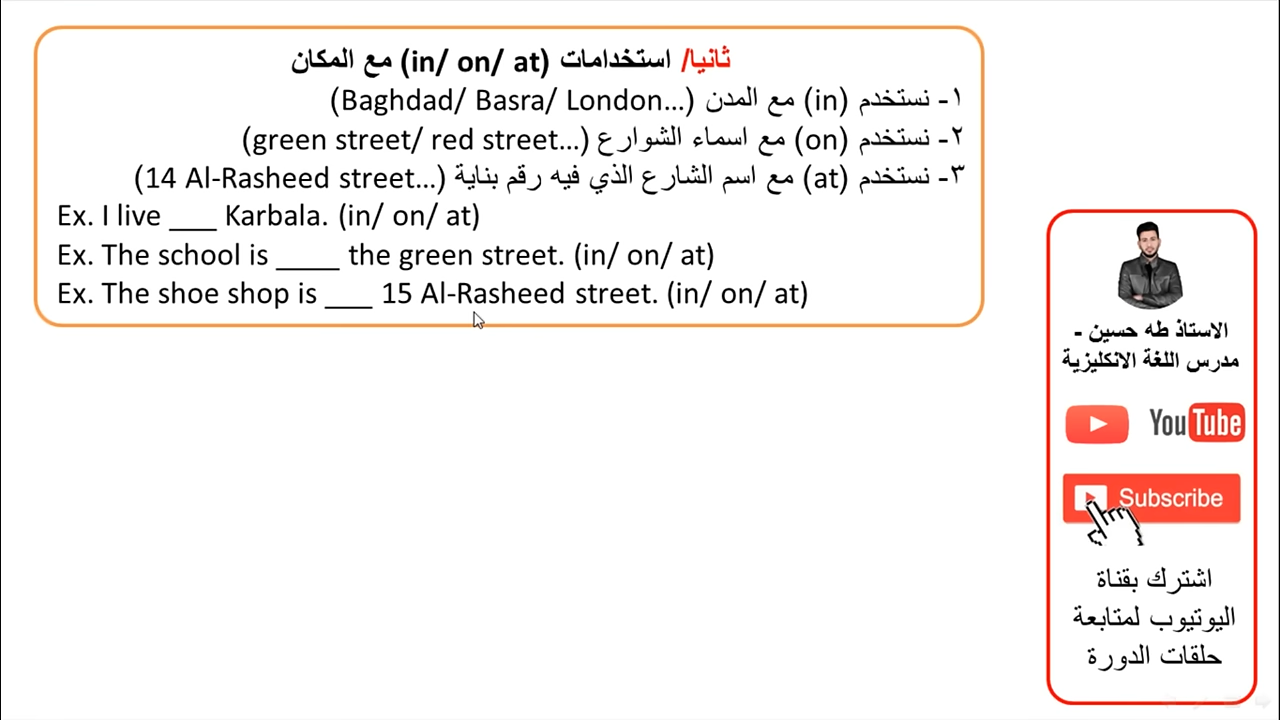 ثانيا/ استخدامات (in/ on/ at) مع المكان
١- نستخدم (in) مع المدن (Baghdad/ Basra/ London...)
٢- نستخدم (on) مع اسماء الشوارع (green street/ red street...)
٣- نستخدم (at) مع اسم الشارع الذي فيه رقم بناية (14 Al-Rasheed street...)
Ex. I live ___ Karbala. (in/ on/ at)
Ex. The school is ____ the green street. (in/ on/ at)
Ex. The shoe shop is ___ 15 Al-Rasheed street. (in/ on/ at)
الاستاذ طه حسين -
مدرس اللغة الانكليزية
YouTube
Subscribe
اشترك بقناة
اليوتيوب لمتابعة
حلقات الدورة